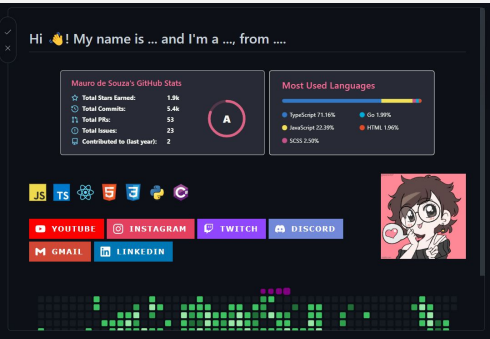 Hi 👋! My name is ... and I'm a ..., from ....
Mauro de Souza's GitHub Stats
Total Stars Earned: 1.9k
Total Commits: 5.4k
Total PRs: 53
Total Issues: 23
Contributed to (last year): 2
A
Most Used Languages
TypeScript 71.16% Go 1.99%
JavaScript 22.39% HTML 1.96%
SCSS 2.50%
JS TS 5 3 C
YOUTUBE INSTAGRAM TWITCH DISCORD
GMAIL LINKEDIN